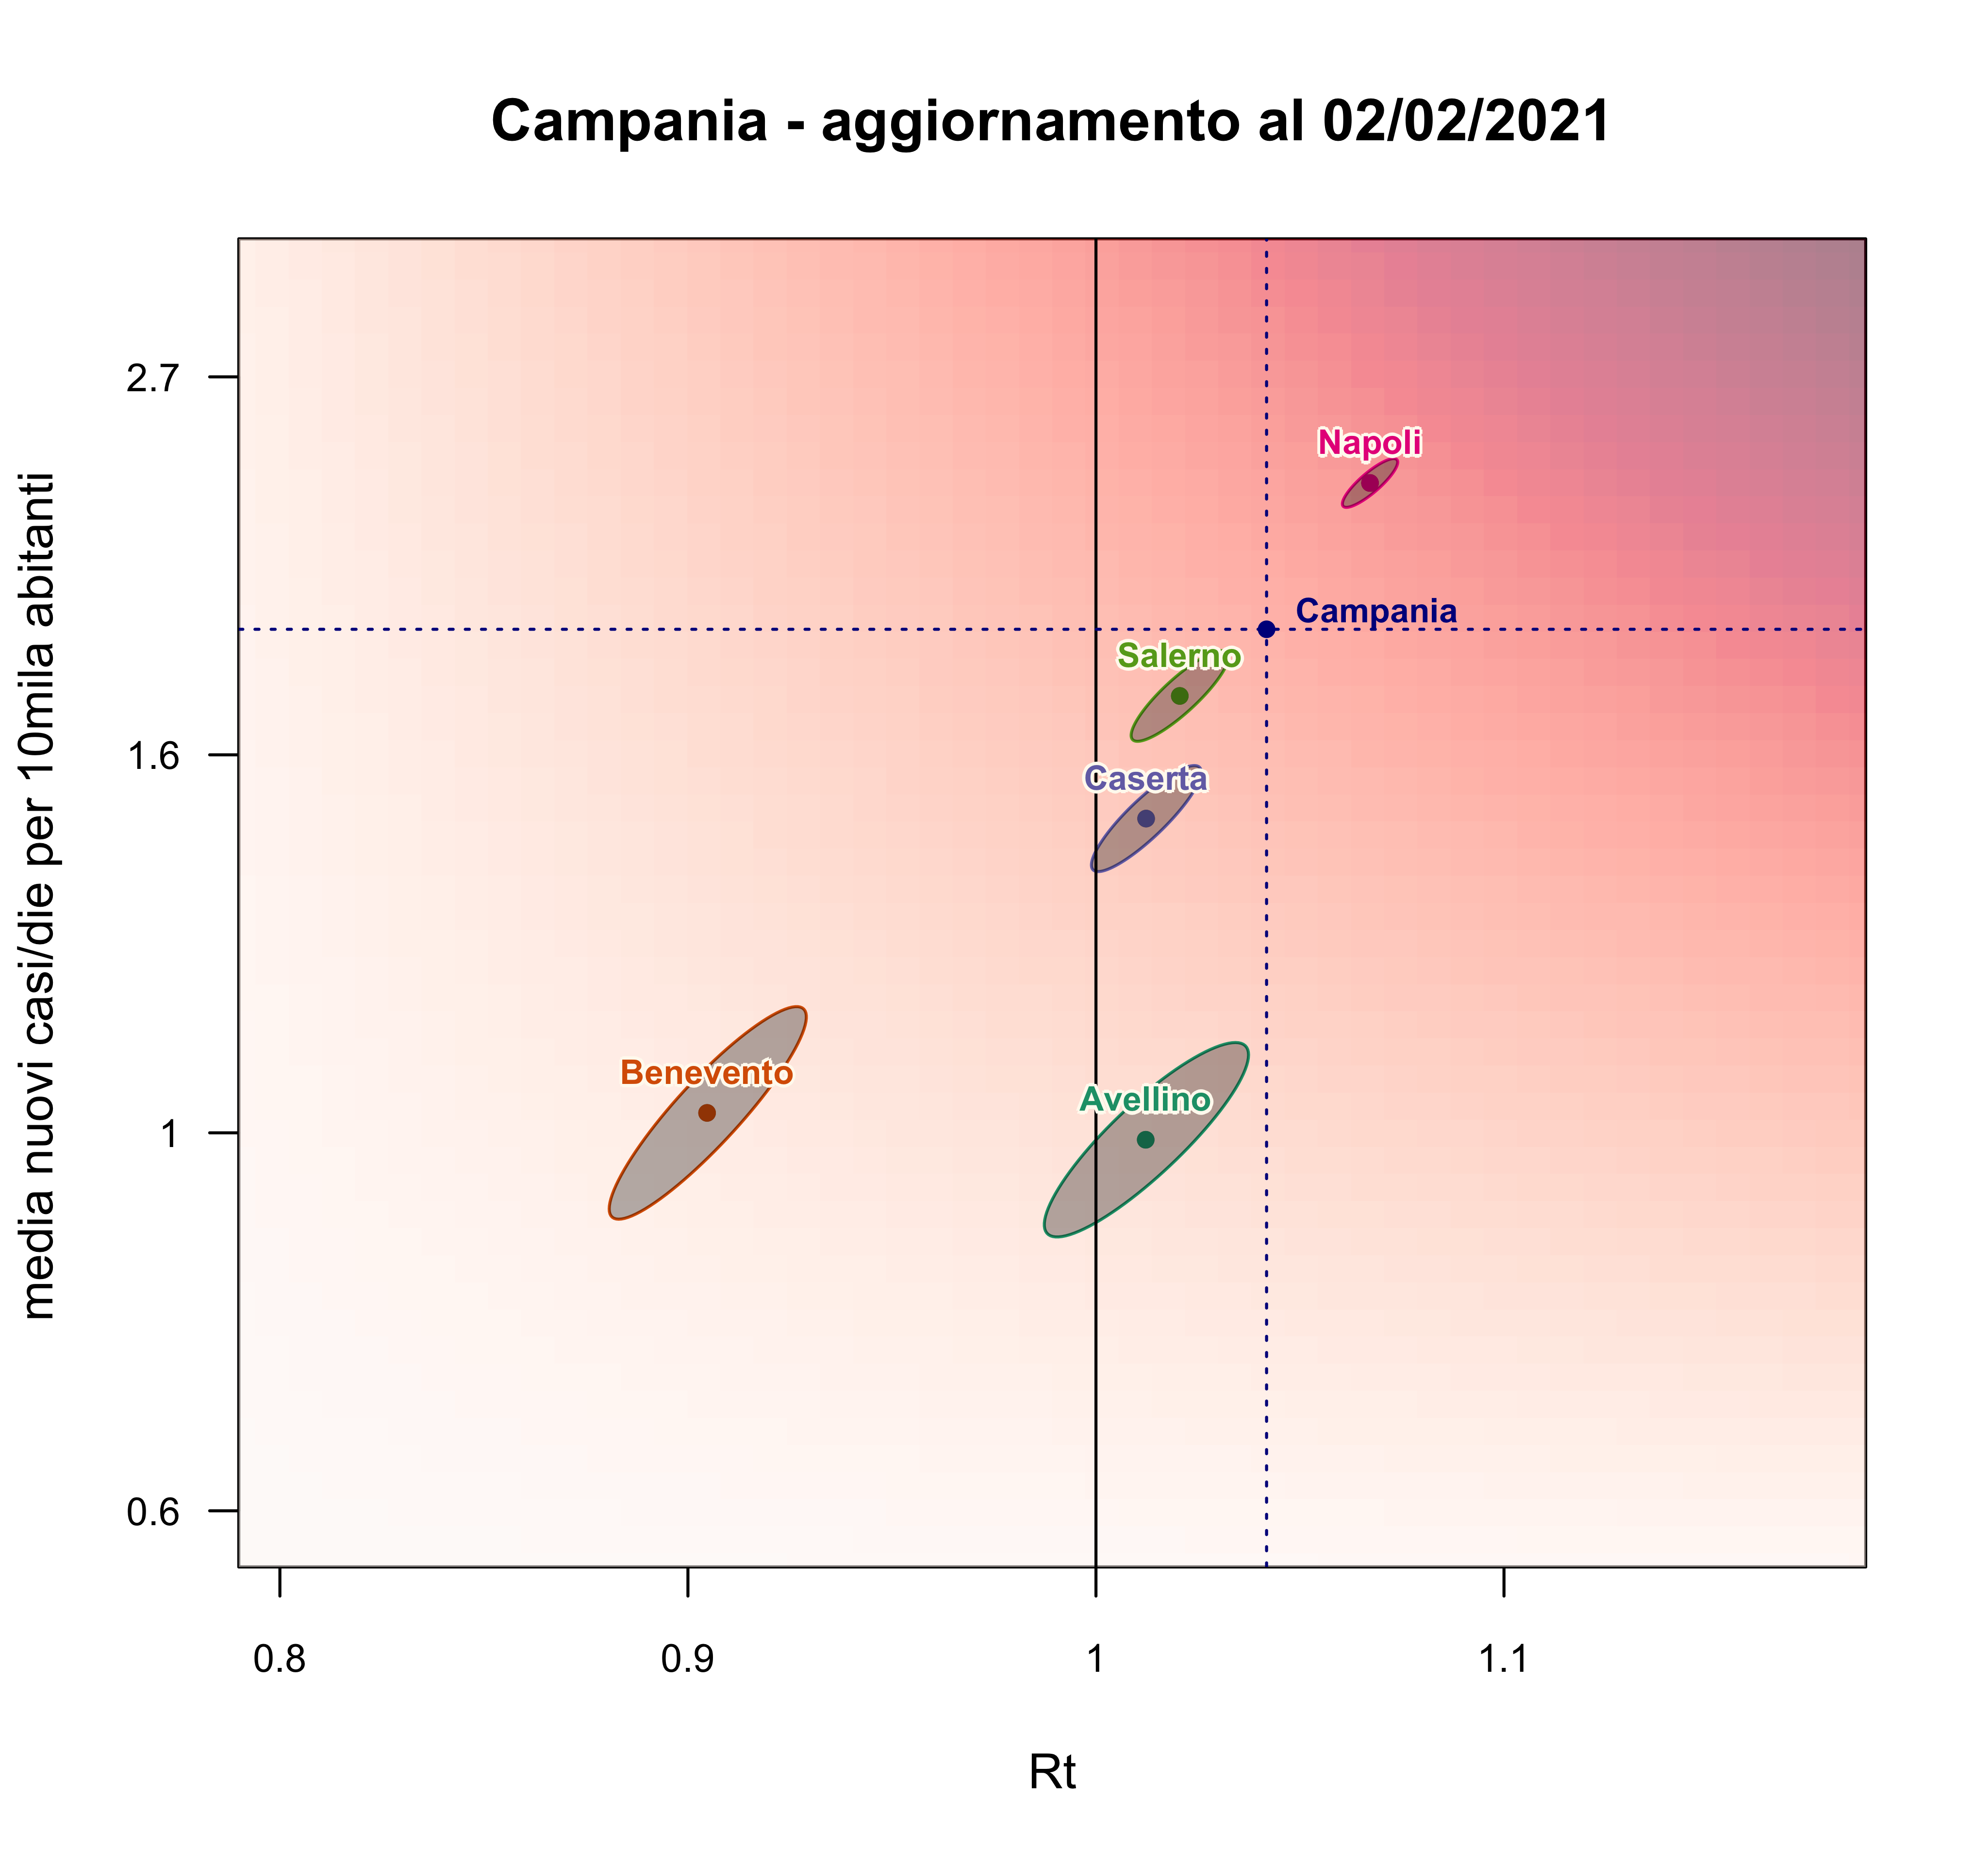 Campania - aggiornamento al 02/02/2021
media nuovi casi/die per 10mila abitanti
2.7
1.6
1
0.6
Napoli
Campania
Salerno
Caserta
Benevento
Avellino
0.8
0.9
1
1.1
Rt